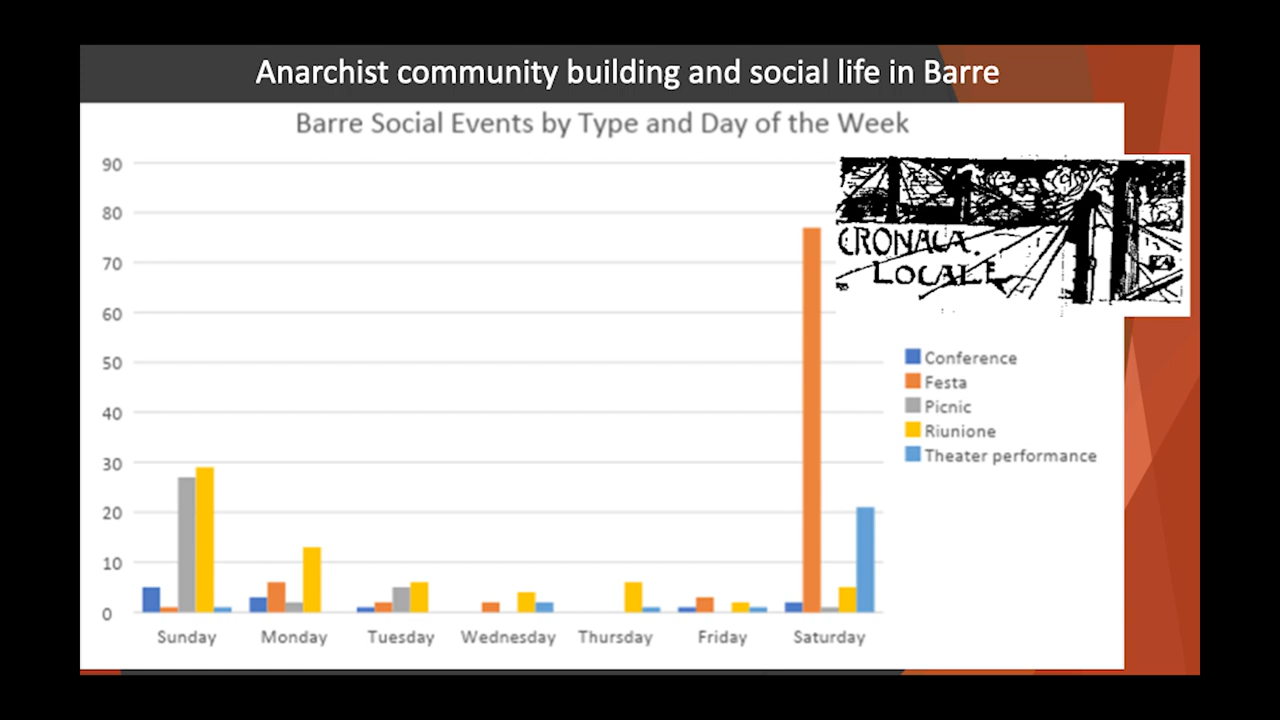 Anarchist community building and social life in Barre
Barre Social Events by Type and Day of the Week
90
80
70
60
50
40
30
20
10
0
Sunday Monday Tuesday Wednesday Thursday Friday Saturday
CRONACA.
LOCALE
Conference
Festa
Picnic
Riunione
Theater performance